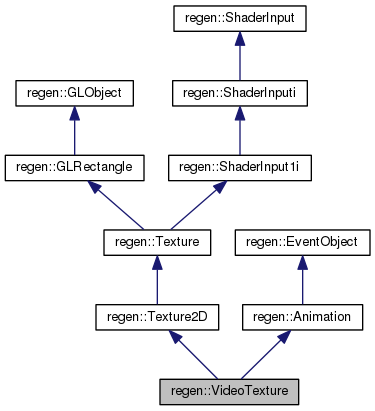 regen::ShaderInput
regen::GLObject
regen::ShaderInputi
regen::GLRectangle
regen::ShaderInput1i
regen::Texture
regen::EventObject
regen::Texture2D
regen::Animation
regen::VideoTexture